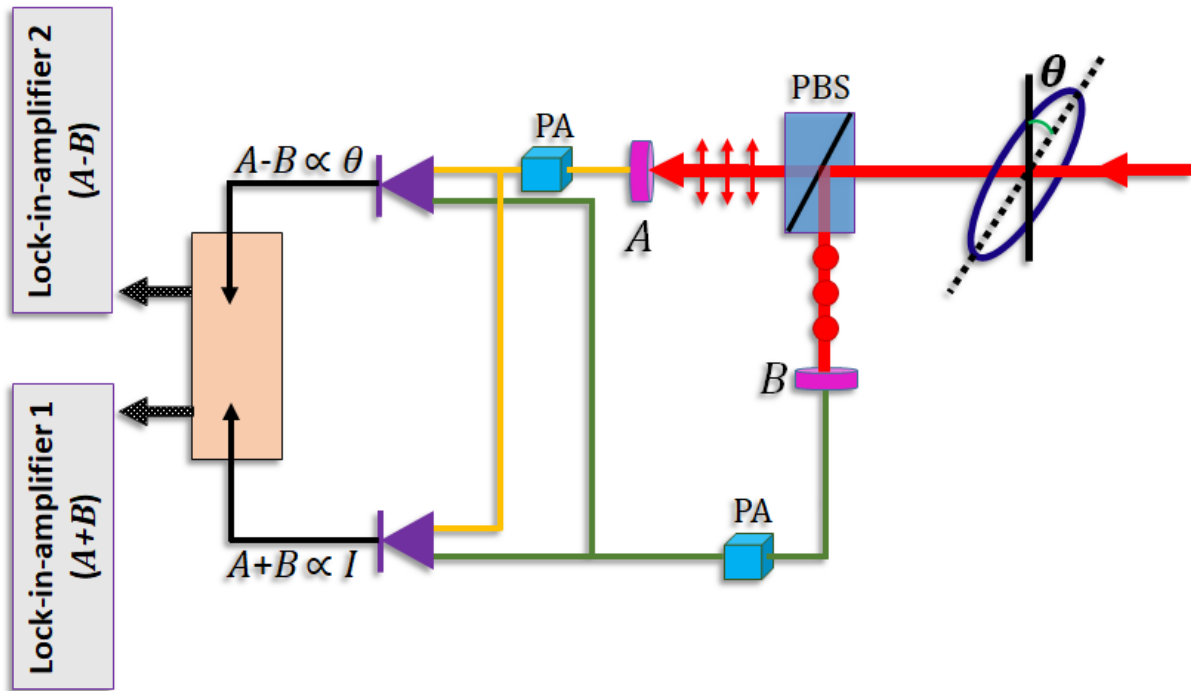 Lock-in-amplifier 2
(A-B)
Lock-in-amplifier 1
(A+B)
A-B ∝ θ
A+B ∝ I
PA
A
PBS
θ
B
PA